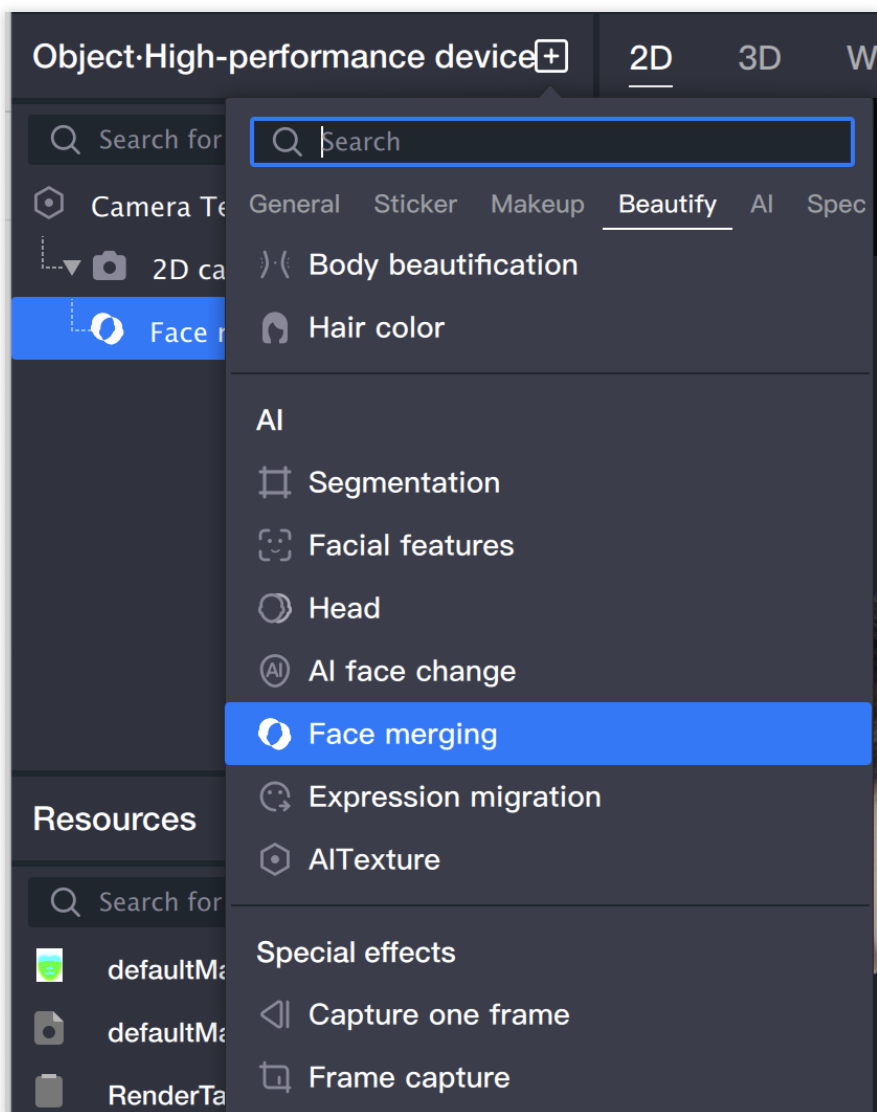 Object·High-performance device
2D 3D W
Search for
Search
General Sticker Makeup Beautify AI Spec
Camera Te
2D ca
Face r
Body beautification
Hair color
AI
Segmentation
Facial features
Head
AI face change
Face merging
Expression migration
AITexture
Special effects
Capture one frame
Frame capture
Resources
Search for
defaultMa
defaultMa
RenderTa